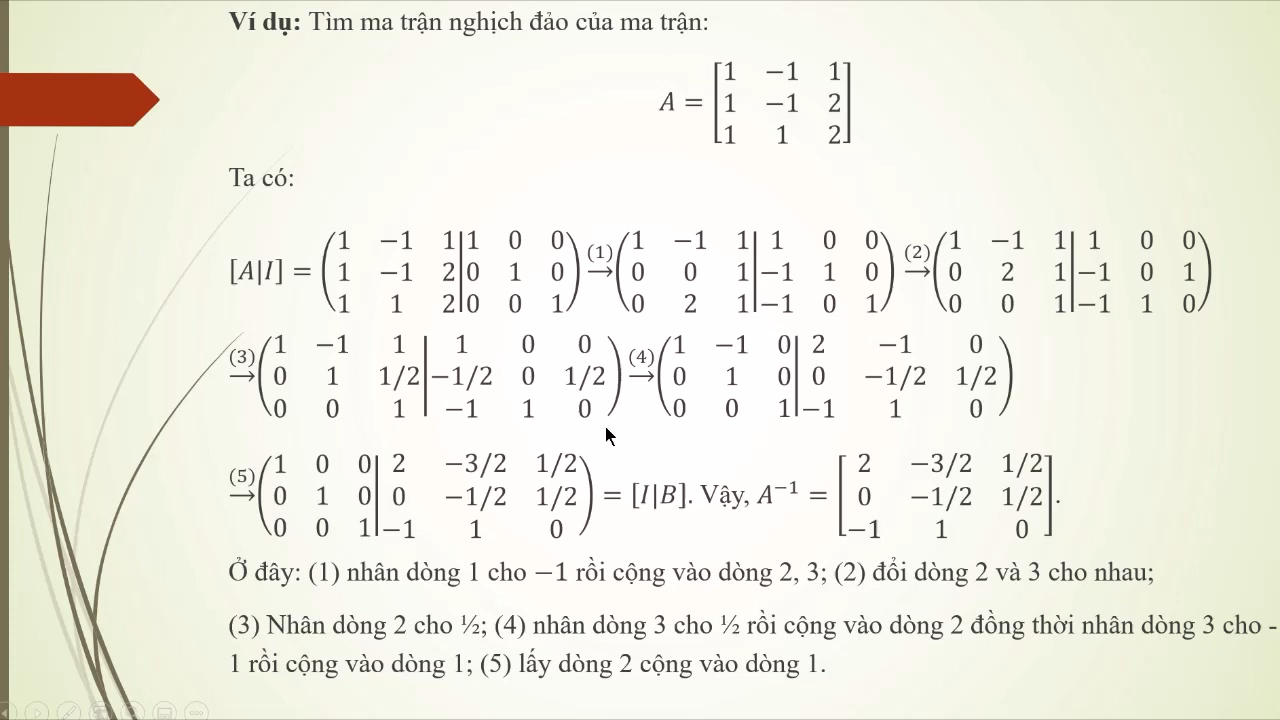 Ví dụ: Tìm ma trận nghịch đảo của ma trận:
A = [1 −1 1
1 −1 2
1 1 2]
Ta có:
[A|I] = (1 −1 1|1 0 0) (1)→ (1 −1 1|1 0 0) (2)→ (1 −1 1|1 0 0)
(1 −1 2|0 1 0) (0 0 1|−1 1 0) (0 2 1|−1 0 1)
(1 1 2|0 0 1) (0 2 1|−1 0 1) (0 0 1|−1 1 0)
(3)→ (1 −1 1|1 0 0) (4)→ (1 −1 0|2 −1 0)
(0 1 1/2|−1/2 0 1/2) (0 1 0|0 −1/2 1/2)
(0 0 1|−1 1 0) (0 0 1|−1 1 0)
(5)→ (1 0 0|2 −3/2 1/2) = [I|B]. Vậy, A⁻¹ = [2 −3/2 1/2].
(0 1 0|0 −1/2 1/2) [0 −1/2 1/2]
(0 0 1|−1 1 0) [−1 1 0]
Ở đây: (1) nhân dòng 1 cho −1 rồi cộng vào dòng 2, 3; (2) đổi dòng 2 và 3 cho nhau;
(3) Nhân dòng 2 cho ½; (4) nhân dòng 3 cho ½ rồi cộng vào dòng 2 đồng thời nhân dòng 3 cho -
1 rồi cộng vào dòng 1; (5) lấy dòng 2 cộng vào dòng 1.